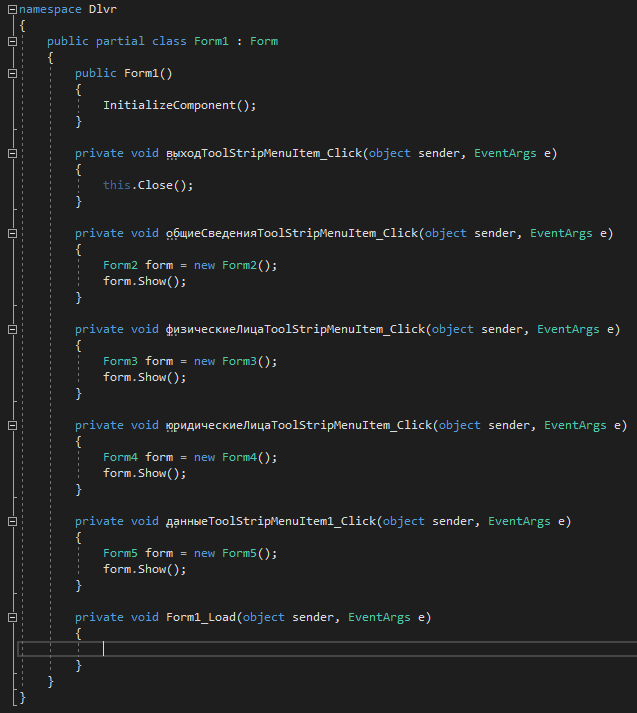 namespace Dlvr
{
public partial class Form1 : Form
{
public Form1()
{
InitializeComponent();
}
private void выходToolStripMenuItem_Click(object sender, EventArgs e)
{
this.Close();
}
private void общиеСведенияToolStripMenuItem_Click(object sender, EventArgs e)
{
Form2 form = new Form2();
form.Show();
}
private void физическиеЛицаToolStripMenuItem_Click(object sender, EventArgs e)
{
Form3 form = new Form3();
form.Show();
}
private void юридическиеЛицаToolStripMenuItem_Click(object sender, EventArgs e)
{
Form4 form = new Form4();
form.Show();
}
private void данныеToolStripMenuItem1_Click(object sender, EventArgs e)
{
Form5 form = new Form5();
form.Show();
}
private void Form1_Load(object sender, EventArgs e)
{
}
}
}